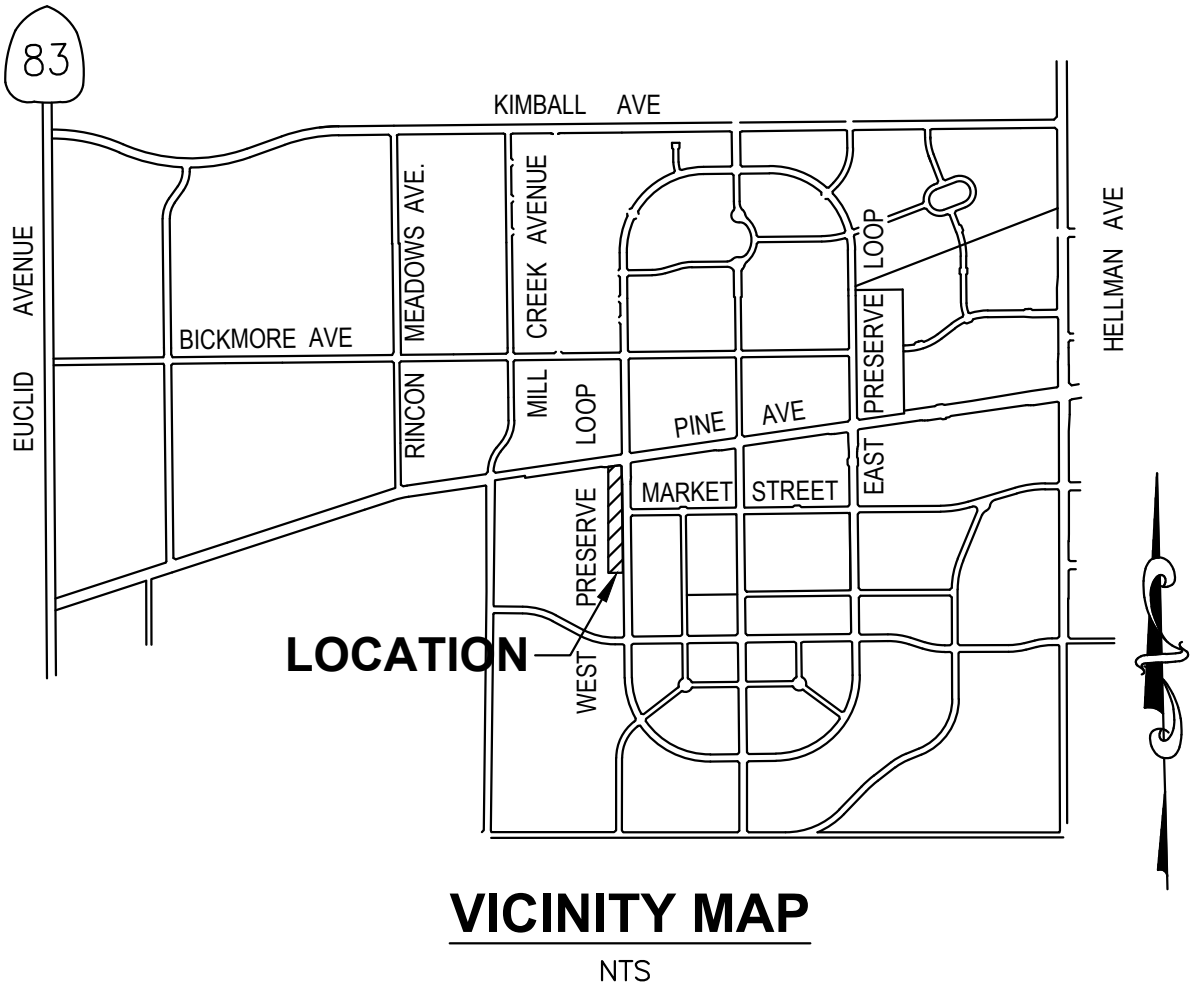 83
KIMBALL AVE
EUCLID AVENUE
BICKMORE AVE
RINCON MEADOWS AVE.
MILL CREEK AVENUE
WEST PRESERVE LOOP
PINE AVE
MARKET STREET
EAST PRESERVE LOOP
HELLMAN AVE
LOCATION
VICINITY MAP
NTS